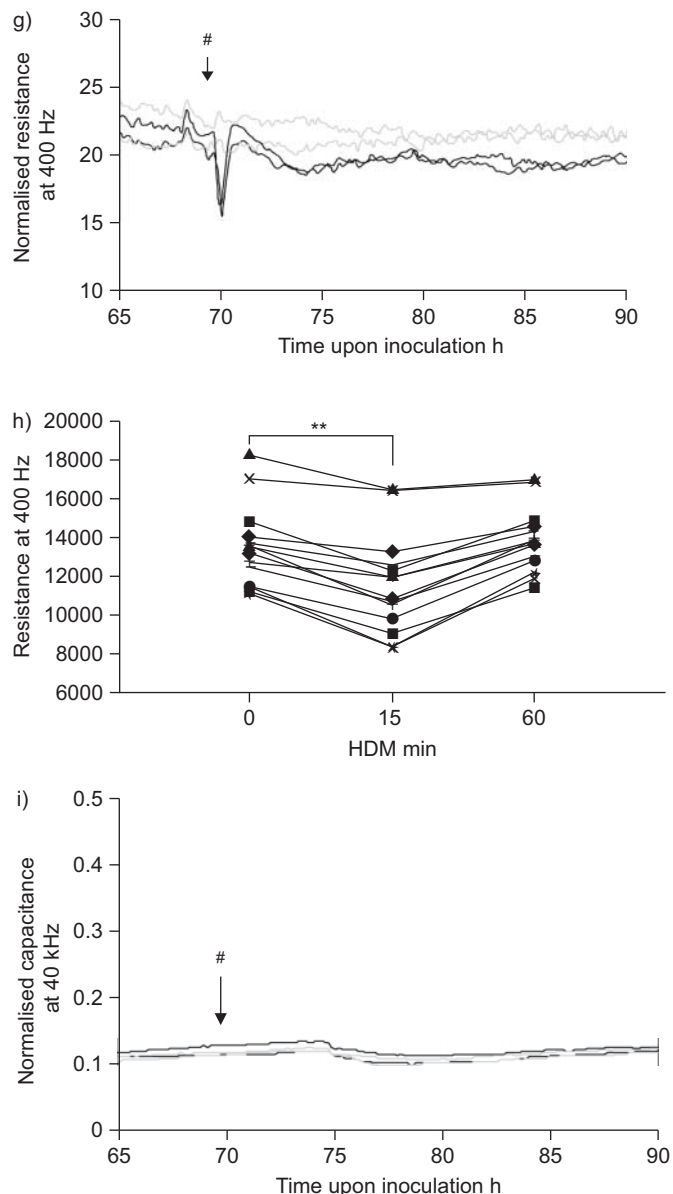 g)
30
25
20
15
10
Normalised resistance
at 400 Hz
#
65 70 75 80 85 90
Time upon inoculation h
h)
20000
18000
16000
14000
12000
10000
8000
6000
Resistance at 400 Hz
**
0 15 60
HDM min
i)
0.5
0.4
0.3
0.2
0.1
0
Normalised capacitance
at 40 kHz
#
65 70 75 80 85 90
Time upon inoculation h